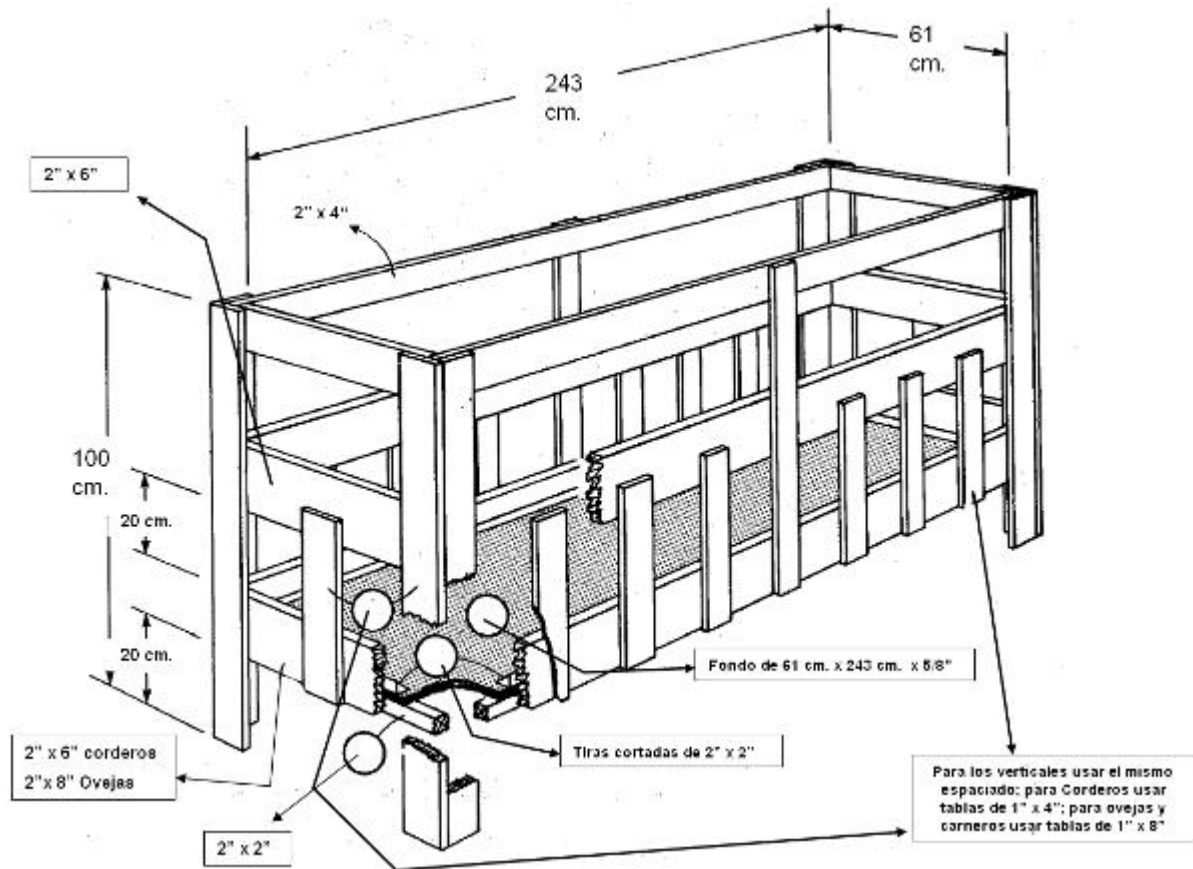 61
cm.
243
cm.
2" x 6"
2" x 4"
100
cm.
20 cm.
20 cm.
Fondo de 61 cm. x 243 cm. x 5/8"
2" x 6" corderos
2"x 8" Ovejas
Tiras cortadas de 2" x 2"
Para los verticales usar el mismo
espaciado; para Corderos usar
tablas de 1" x 4"; para ovejas y
carneros usar tablas de 1" x 8"
2" x 2"